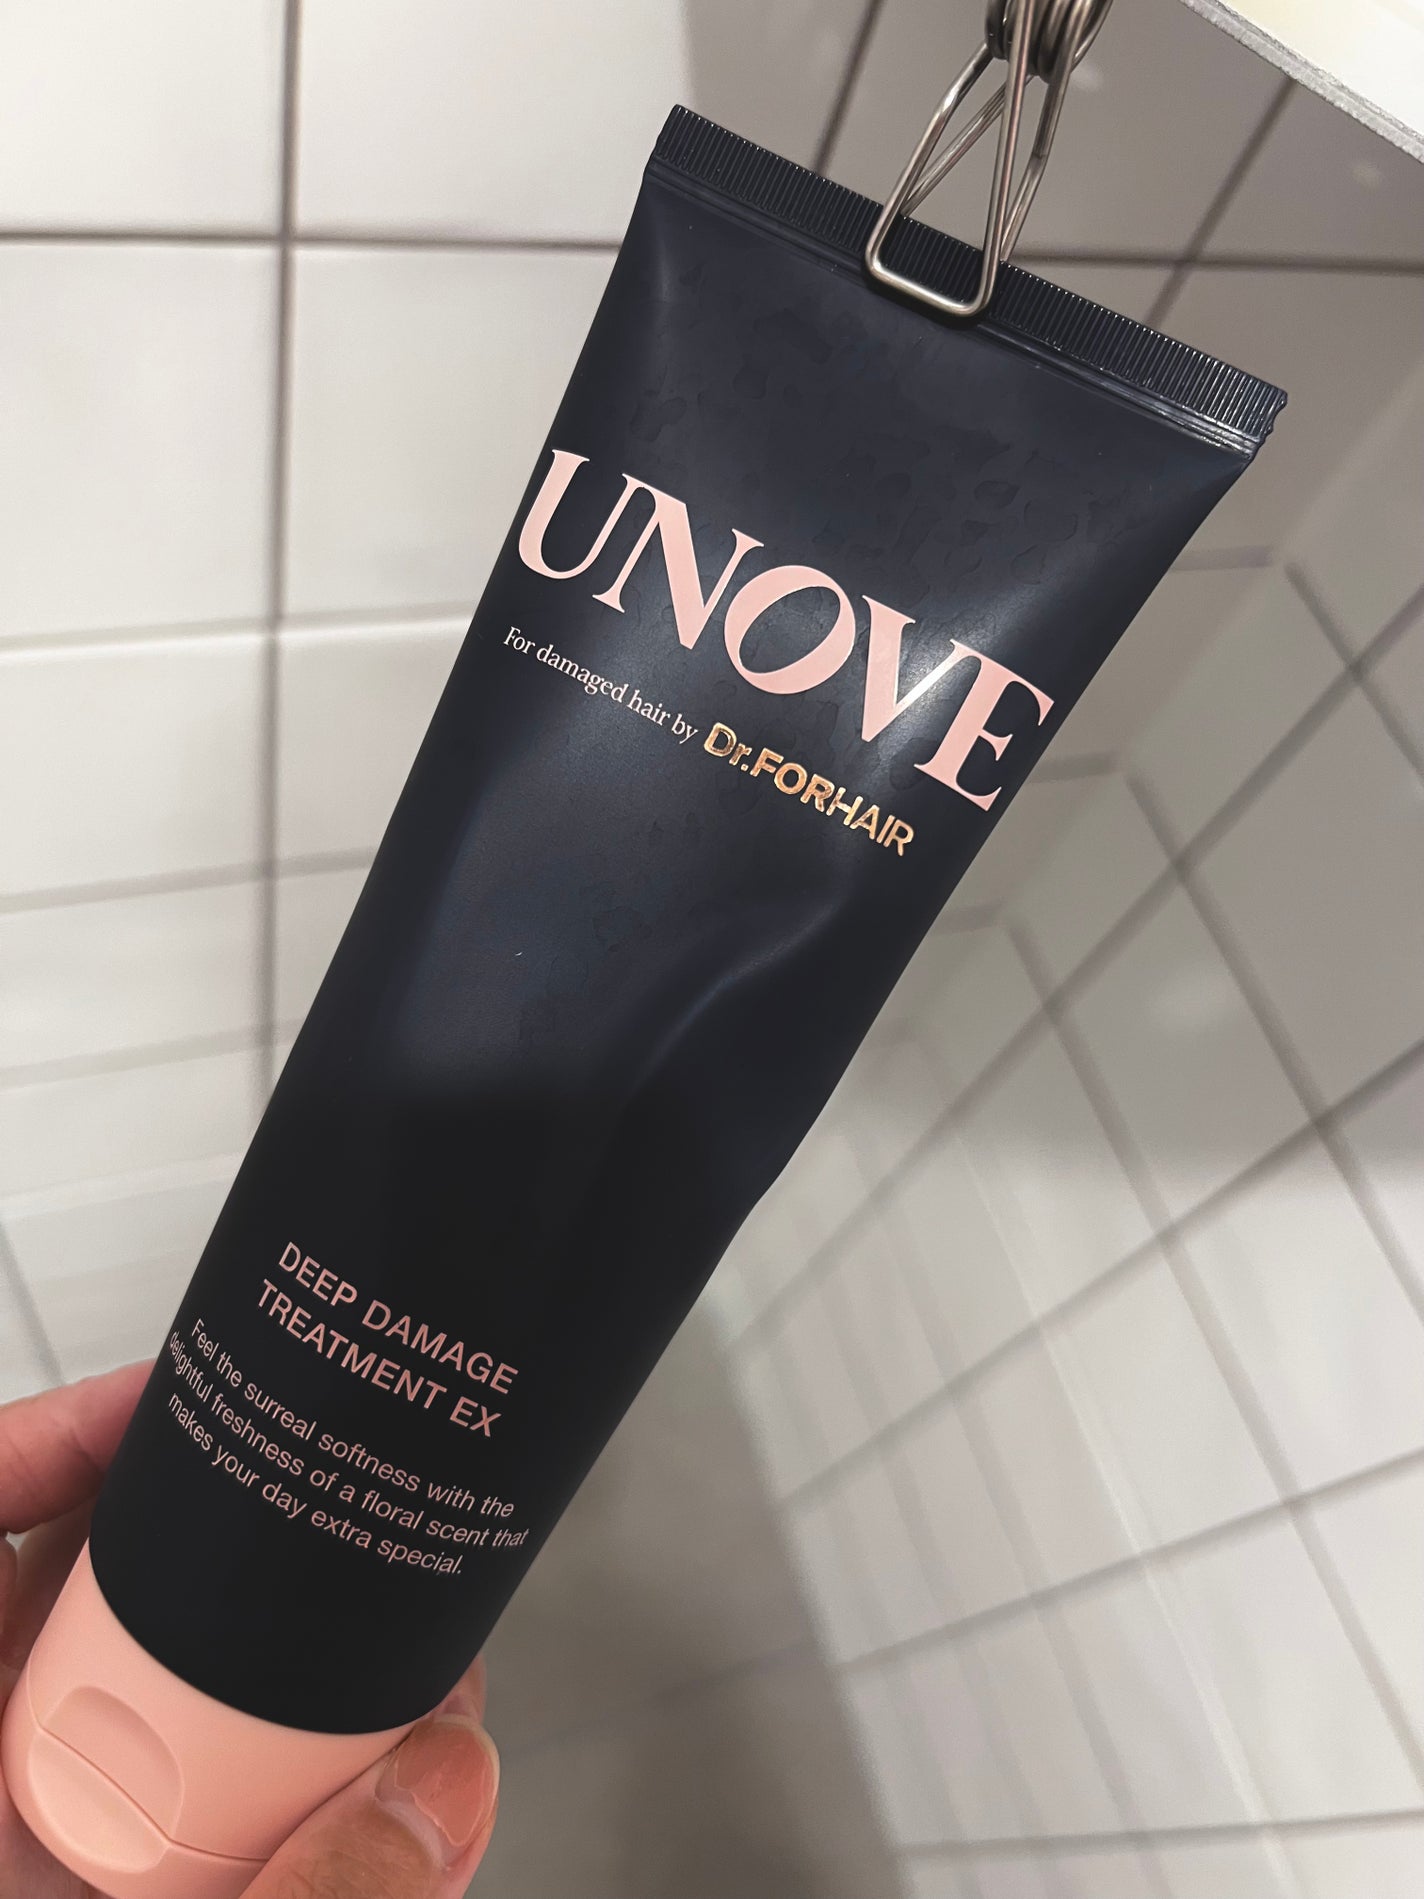 UNOVE
For damaged hair by Dr.FORHAIR
DEEP DAMAGE
TREATMENT EX
Feel the surreal softness with the
delightful freshness of a floral scent that
makes your day extra special.